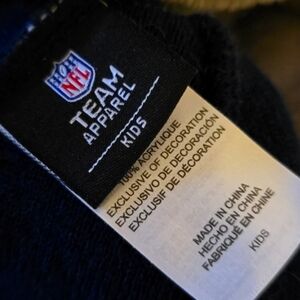 NFL
TEAM
APPAREL
KIDS
100% ACRYLIQUE
EXCLUSIVE OF DECORATION
EXCLUSIVO DE DECORACIÓN
EXCLUSIF DE DÉCORATION
MADE IN CHINA
HECHO EN CHINA
FABRIQUÉ EN CHINE
KIDS